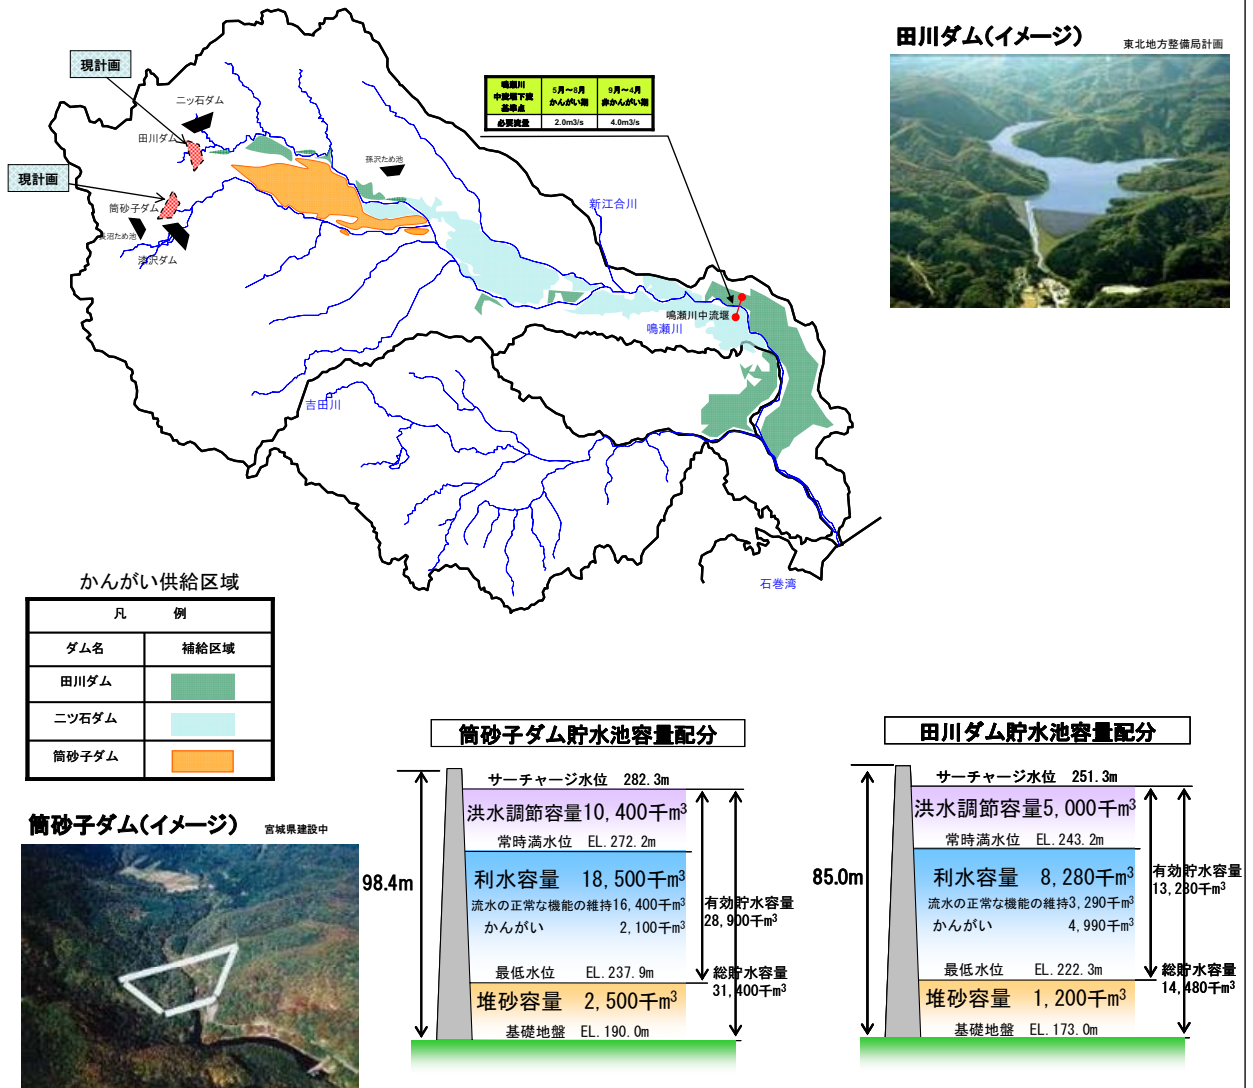 田川ダム(イメージ)
東北地方整備局計画
現計画
二ッ石ダム
田川ダム
現計画
筒砂子ダム
漆沢ダム
孫沢ため池
鳴瀬川
中流堰下流
基準点
5月～8月
かんがい期
9月～4月
非かんがい期
必要流量
2.0m3/s
4.0m3/s
新江合川
鳴瀬川中流堰
鳴瀬川
吉田川
石巻湾
かんがい供給区域
凡　例
ダム名
補給区域
田川ダム
二ツ石ダム
筒砂子ダム
筒砂子ダム(イメージ)
宮城県建設中
筒砂子ダム貯水池容量配分
サーチャージ水位 282.3m
洪水調節容量10,400千m³
常時満水位 EL.272.2m
98.4m
利水容量 18,500千m³
流水の正常な機能の維持16,400千m³
かんがい 2,100千m³
有効貯水容量
28,900千m³
最低水位 EL.237.9m
総貯水容量
31,400千m³
堆砂容量 2,500千m³
基礎地盤 EL.190.0m
田川ダム貯水池容量配分
サーチャージ水位 251.3m
洪水調節容量5,000千m³
常時満水位 EL.243.2m
85.0m
利水容量 8,280千m³
流水の正常な機能の維持3,290千m³
かんがい 4,990千m³
有効貯水容量
13,280千m³
最低水位 EL.222.3m
総貯水容量
14,480千m³
堆砂容量 1,200千m³
基礎地盤 EL.173.0m